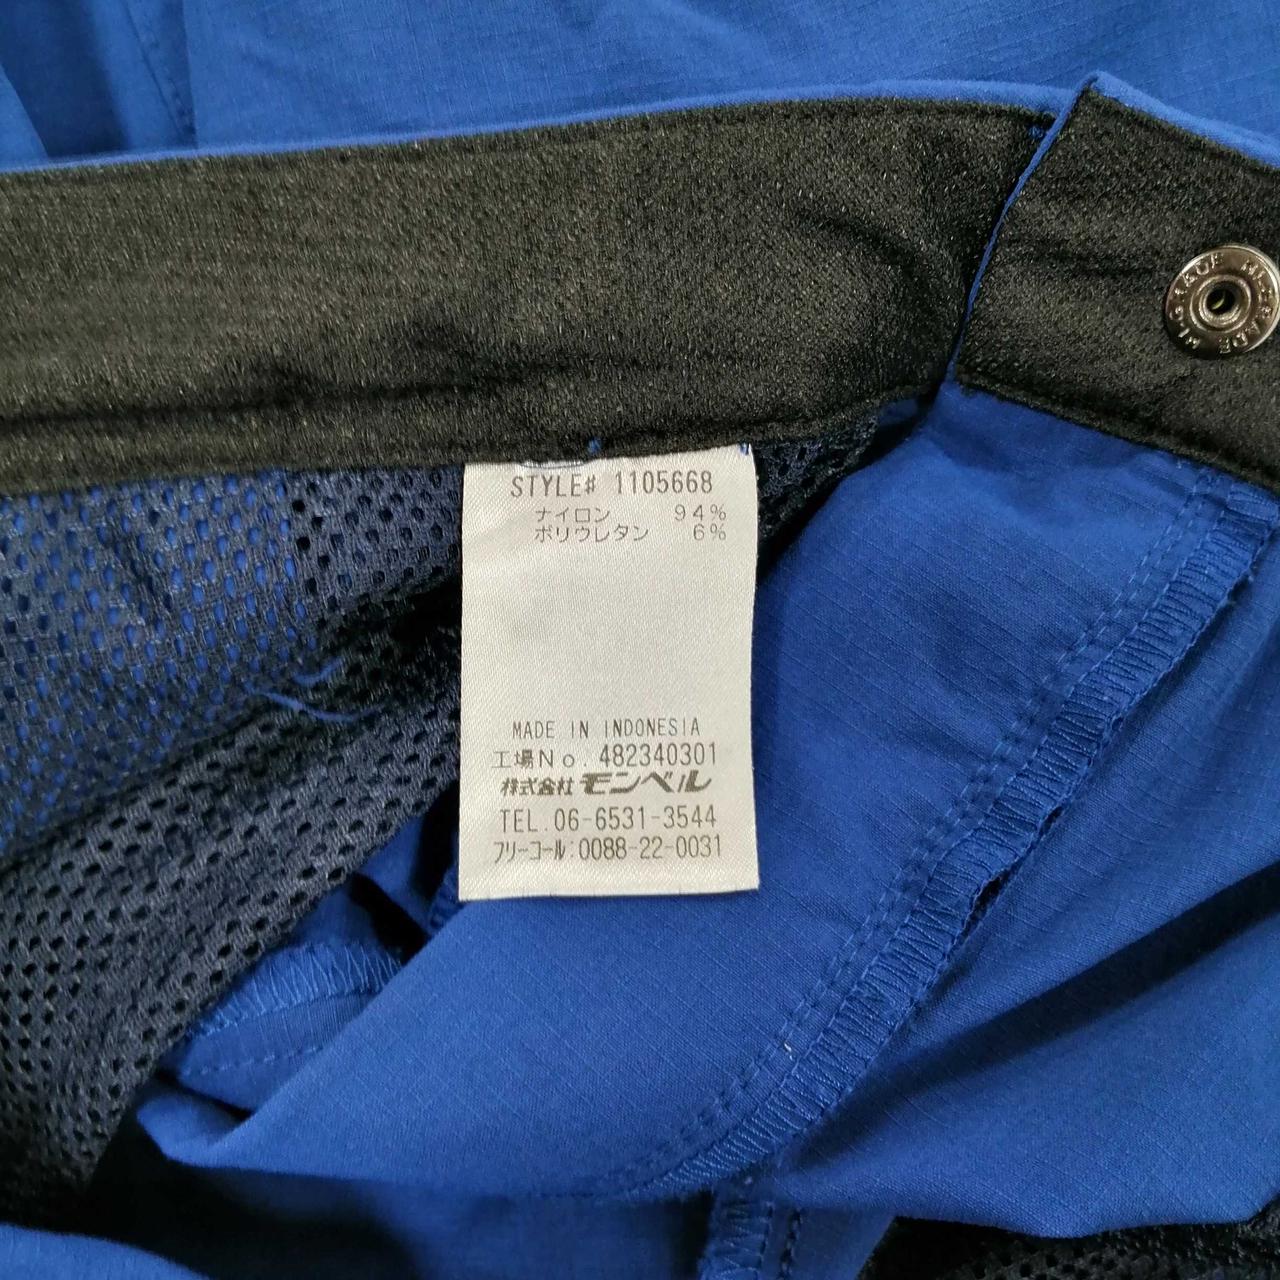 STYLE# 1105668
ナイロン 94%
ポリウレタン 6%
MADE IN INDONESIA
工場No. 482340301
株式会社モンベル
TEL. 06-6531-3544
フリーコール:0088-22-0031